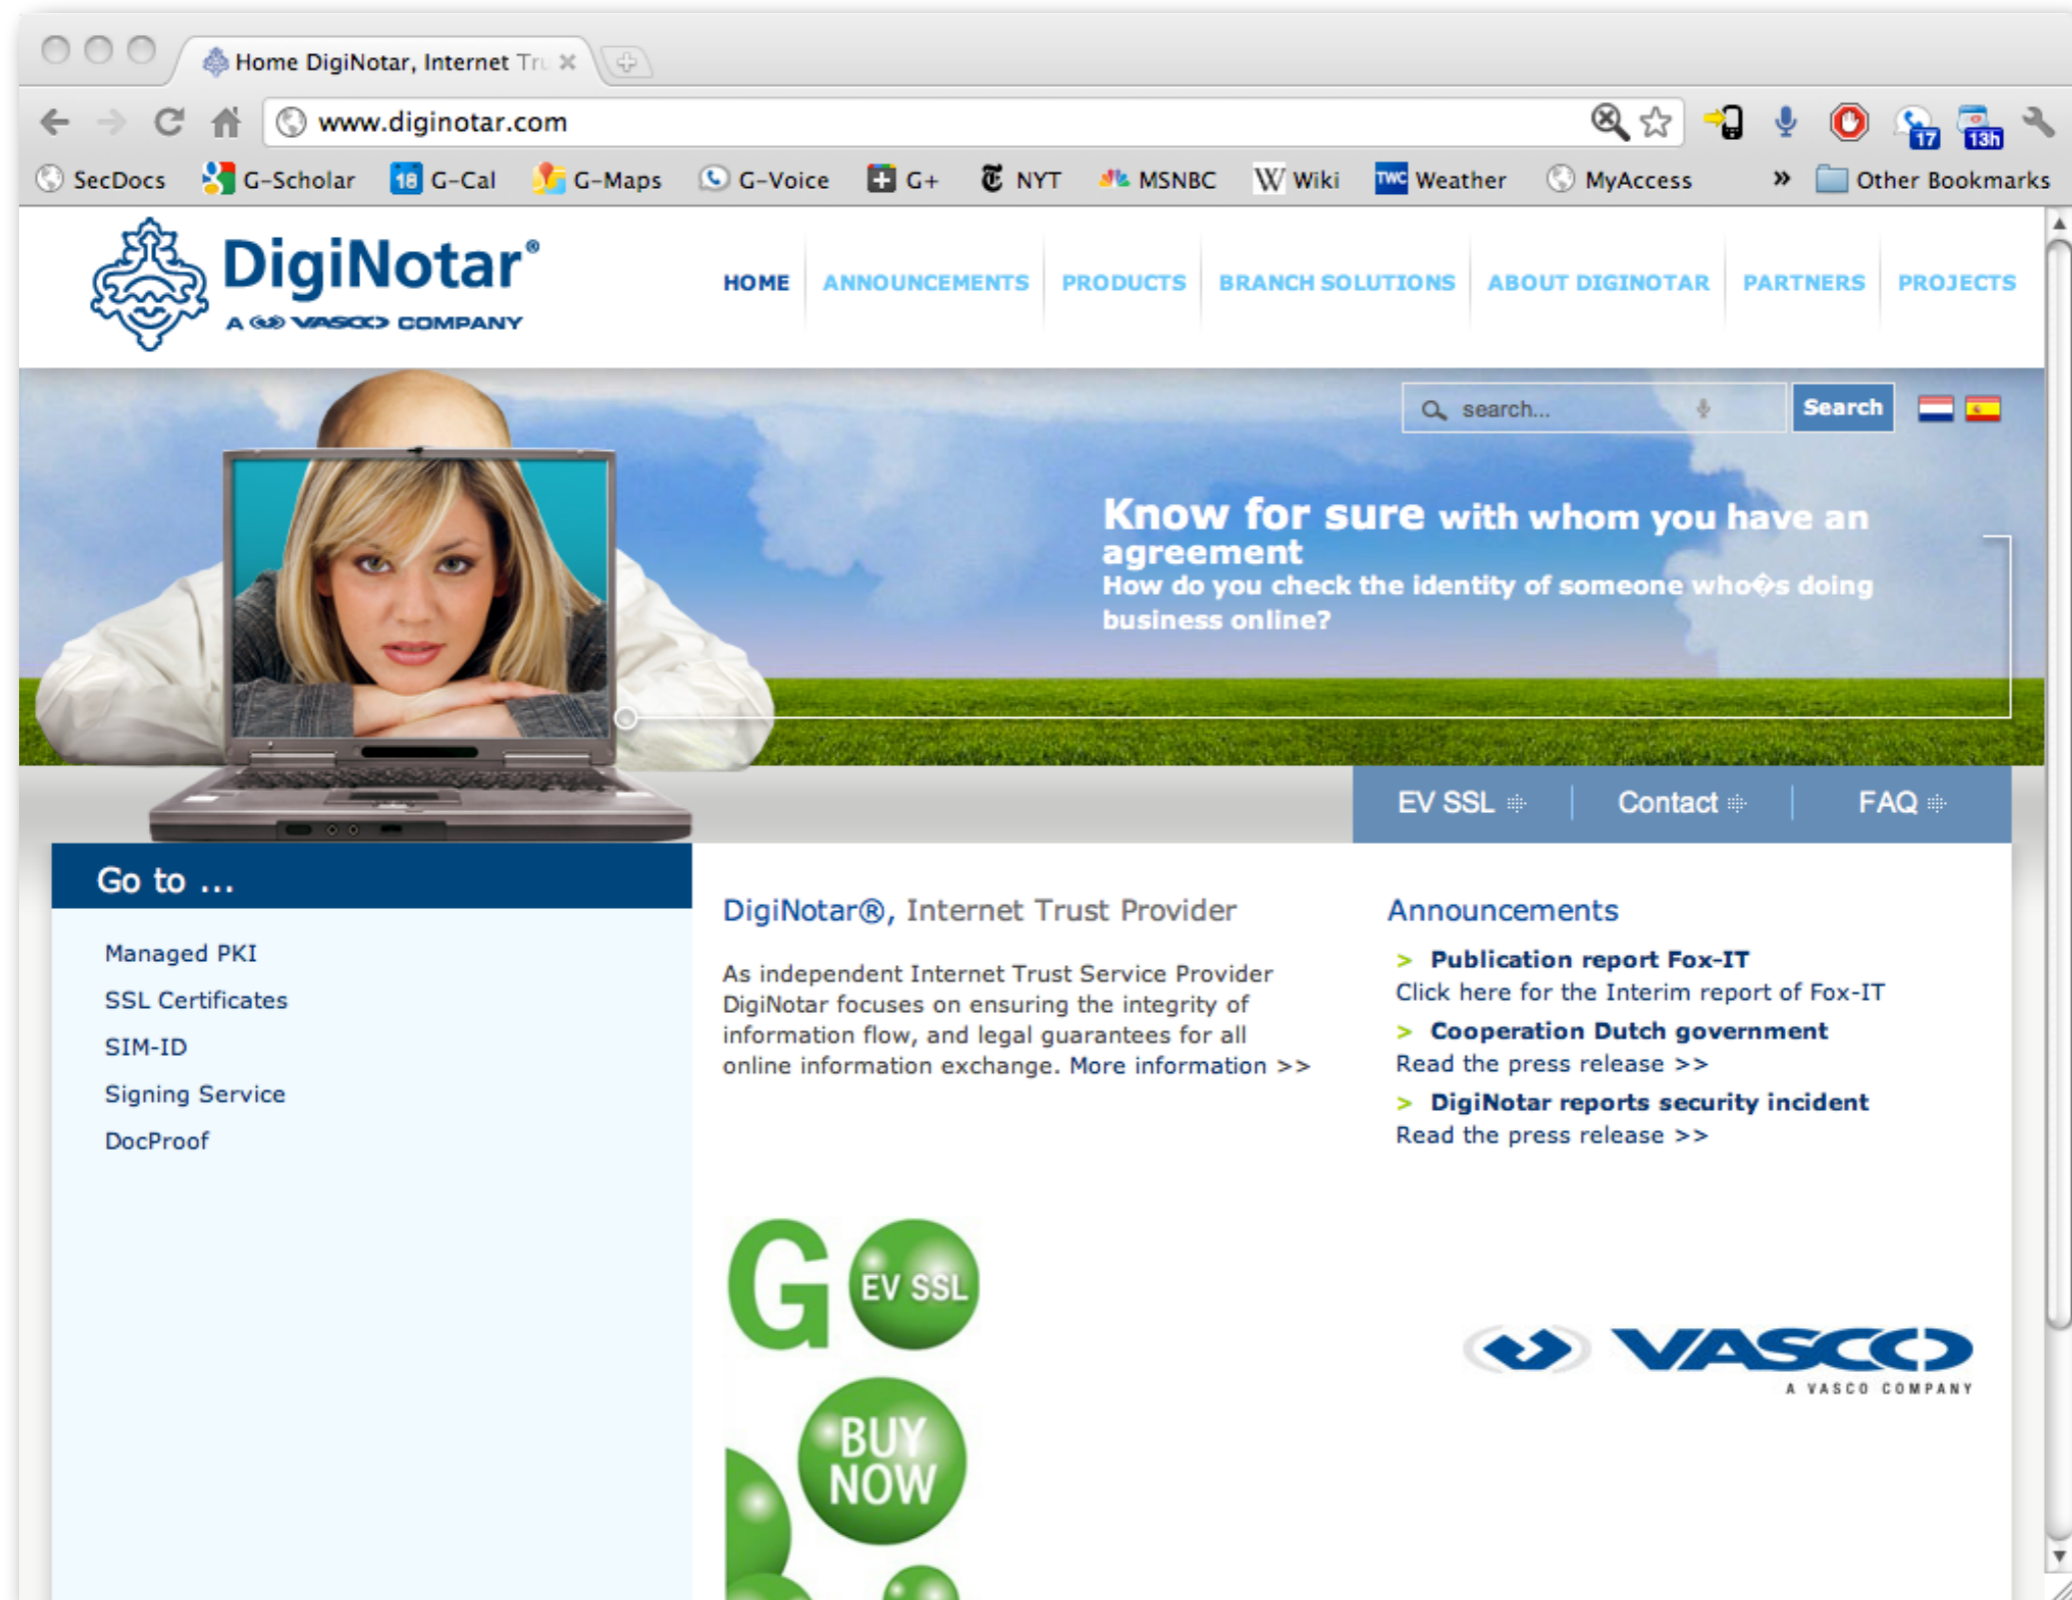 Home DigiNotar, Internet Tru
www.diginotar.com
17
13h
SecDocs
G-Scholar
18 G-Cal
G-Maps
G-Voice
G+
NYT
MSNBC
W Wiki
TWC Weather
MyAccess
»
Other Bookmarks
DigiNotar®
A VASCO COMPANY
HOME
ANNOUNCEMENTS
PRODUCTS
BRANCH SOLUTIONS
ABOUT DIGINOTAR
PARTNERS
PROJECTS
search...
Search
Know for sure with whom you have an
agreement
How do you check the identity of someone who�s doing
business online?
EV SSL
Contact
FAQ
Go to ...
Managed PKI
SSL Certificates
SIM-ID
Signing Service
DocProof
DigiNotar®, Internet Trust Provider
As independent Internet Trust Service Provider
DigiNotar focuses on ensuring the integrity of
information flow, and legal guarantees for all
online information exchange. More information >>
Announcements
> Publication report Fox-IT
Click here for the Interim report of Fox-IT
> Cooperation Dutch government
Read the press release >>
> DigiNotar reports security incident
Read the press release >>
GO
EV SSL
BUY
NOW
VASCO
A VASCO COMPANY